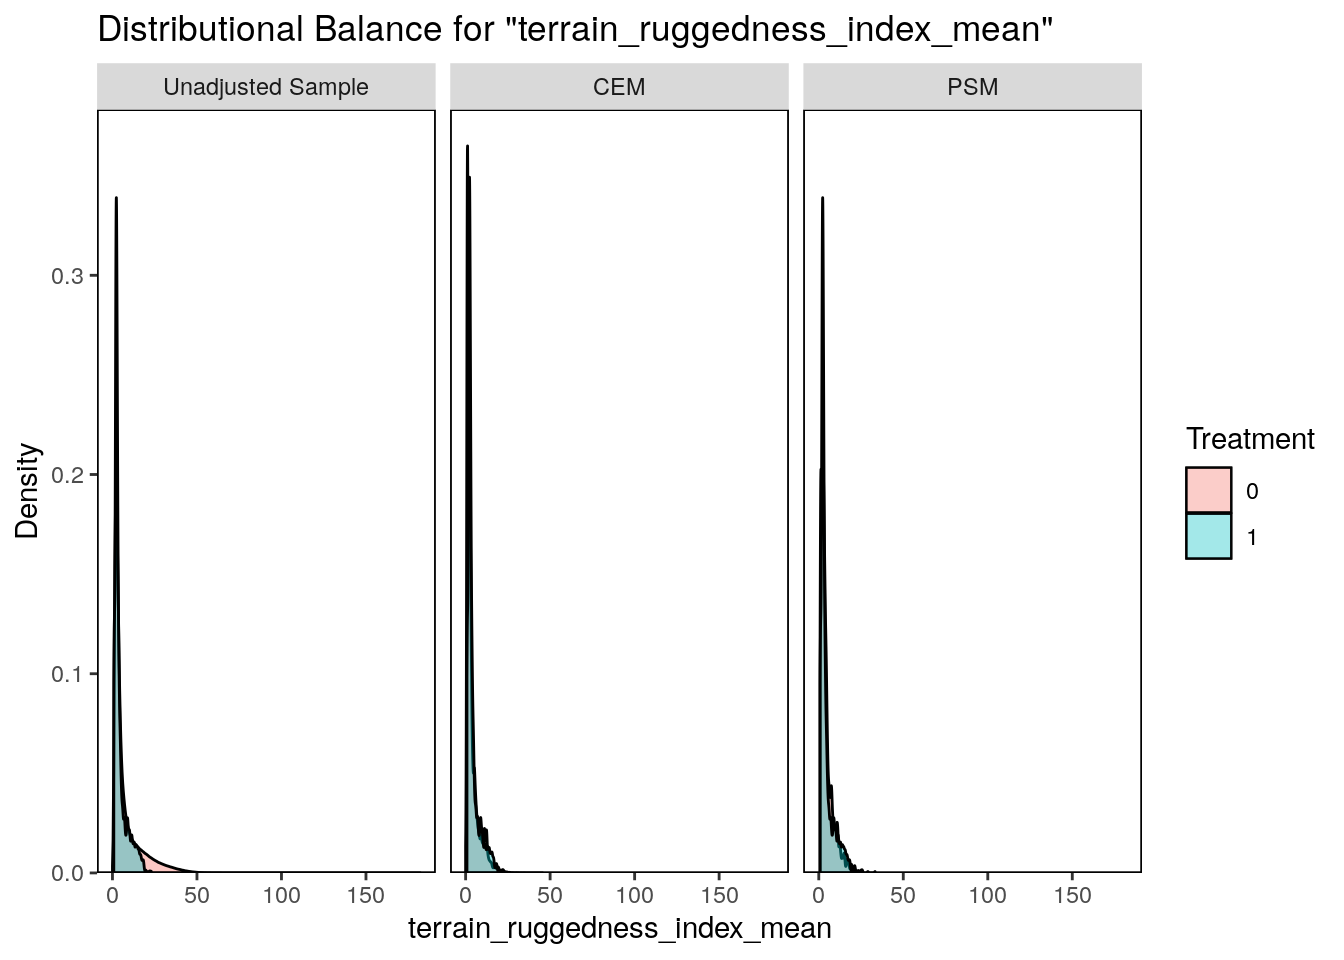 Distributional Balance for "terrain_ruggedness_index_mean"
Unadjusted Sample
CEM
PSM
Density
0.3
0.2
0.1
0.0
0 50 100 150
0 50 100 150
0 50 100 150
terrain_ruggedness_index_mean
Treatment
0
1